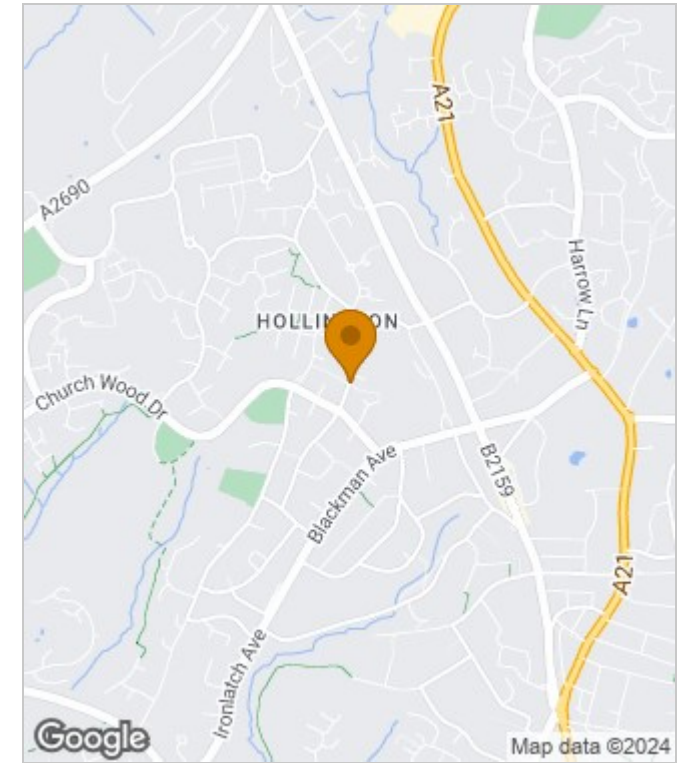 A21
A2690
Harrow Ln
HOLLIN ON
Church Wood Dr
Blackman Ave
B2159
A21
Ironlatch Ave
Google
Map data ©2024